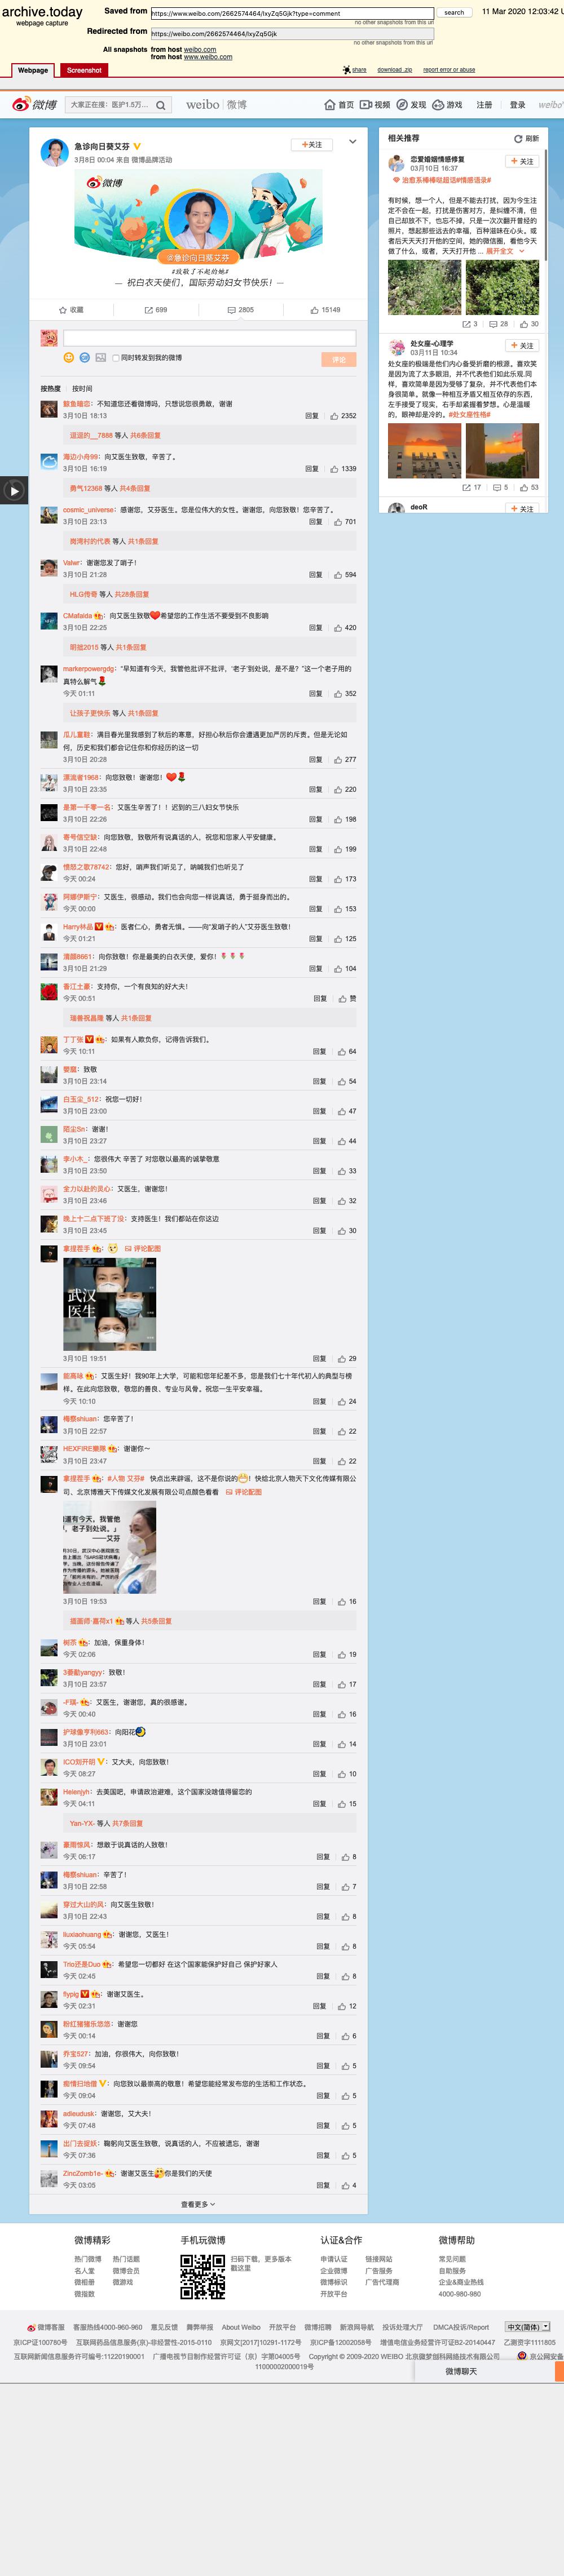 archive.today
webpage capture
Saved from
https://www.weibo.com/2662574464/IxyZq5Gjk?type=comment
search
11 Mar 2020 12:03:42 U
no other snapshots from this url
Redirected from
https://weibo.com/2662574464/IxyZq5Gjk
no other snapshots from this url
All snapshots
from host weibo.com
from host www.weibo.com
Webpage
Screenshot
share
download .zip
report error or abuse
微博
大家正在搜：医护1.5万...
weibo 微博
首页
视频
发现
游戏
注册
登录
急诊向日葵艾芬
3月8日 00:04 来自 微博品牌活动
+关注
微博
@急诊向日葵艾芬
#致敬了不起的她#
— 祝白衣天使们，国际劳动妇女节快乐！—
收藏
699
2805
15149
同时转发到我的微博
评论
按热度
按时间
鲸鱼曦恋：不知道您还看微博吗，只想说您很勇敢，谢谢
3月10日 18:13
回复 2352
等人 共6条回复
海边小舟99：向艾医生致敬，辛苦了。
3月10日 16:19
回复 1339
勇气12368 等人 共4条回复
cosmic_universe：感谢您，艾芬医生。您是位伟大的女性。谢谢您，向您致敬！您辛苦了。
3月10日 23:13
回复 701
岗湾村的代表 等人 共1条回复
Valwr：谢谢您发了哨子！
3月10日 21:28
回复 594
HLG传奇 等人 共28条回复
CMafalda：向艾医生致敬希望您的工作生活不要受到不良影响
3月10日 22:25
回复 420
明拙2015 等人 共1条回复
markerpowergdg：“早知道有今天，我管他批评不批评，‘老子’到处说，是不是？”这一个老子用的
真特么解气
今天 01:11
回复 352
让孩子更快乐 等人 共1条回复
瓜儿童鞋：满目春光里我感到了秋后的寒意，好担心秋后你会遭遇更加严厉的斥责。但是无论如
何，历史和我们都会记住你和你经历的这一切
3月10日 20:28
回复 277
漂流者1968：向您致敬！谢谢您！
3月10日 23:35
回复 220
是第一千零一名：艾医生辛苦了！！迟到的三八妇女节快乐
3月10日 22:26
回复 198
寄号信空缺：向您致敬，致敬所有说真话的人，祝您和您家人平安健康。
3月10日 22:48
回复 199
愤怒之歌78742：您好，哨声我们听见了，呐喊我们也听见了
今天 00:24
回复 173
阿娜伊斯宁：艾医生，很感动。我们也会向您一样说真话，勇于挺身而出的。
今天 00:00
回复 153
Harry林品：医者仁心，勇者无惧。——向“发哨子的人”艾芬医生致敬！
今天 01:21
回复 125
清囍8661：向你致敬！你是最美的白衣天使，爱你！
3月10日 21:29
回复 104
香江土豪：支持你，一个有良知的好大夫！
今天 00:51
回复 赞
瑞兽祝昌隆 等人 共1条回复
丁丁张：如果有人欺负你，记得告诉我们。
今天 10:11
回复 64
致敬
3月10日 23:14
回复 54
白玉尘_512：祝您一切好！
3月10日 23:00
回复 47
陌尘Sn：谢谢！
3月10日 23:27
回复 44
李小木_：您很伟大 辛苦了 对您敬以最高的诚挚敬意
3月10日 23:50
回复 33
全力以赴的灵心：艾医生，谢谢您！
3月10日 23:46
回复 32
晚上十二点下班了没：支持医生！我们都站在你这边
3月10日 23:45
回复 30
拿捏茬手：
评论配图
武汉
医生
3月10日 19:51
回复 29
能高咏：艾医生好！我90年上大学，可能和您年纪差不多，您是我们七十年代初人的典型与榜
样。在此向您致敬，敬您的善良、专业与风骨。祝您一生平安幸福。
今天 10:10
回复 24
梅察shiuan：您辛苦了！
3月10日 22:57
回复 22
谢谢你～
3月10日 23:47
回复 22
拿捏茬手：#人物 艾芬# 快点出来辟谣，这不是你说的！快给北京人物天下文化传媒有限公
司、北京博雅天下传媒文化发展有限公司点颜色看看 评论配图
道有今天，我管他
，老子到处说。」
——艾芬
3月10日 19:53
回复 16
等人 共5条回复
加油，保重身体！
今天 02:06
回复 19
致敬！
3月10日 23:57
回复 17
-F瑀-：艾医生，谢谢您，真的很感谢。
今天 00:40
回复 16
护球像亨利663：向阳花
3月10日 23:01
回复 14
ICO刘开明：艾大夫，向您致敬！
今天 08:27
回复 10
Helenjyh：去美国吧，申请政治避难，这个国家没啥值得留恋的
今天 04:11
回复 15
Yan-YX- 等人 共7条回复
想敢于说真话的人致敬！
今天 06:17
回复 8
梅察shiuan：辛苦了！
3月10日 22:58
回复 7
穿过大山的风：向艾医生致敬！
3月10日 22:43
回复 8
liuxiaohuang：谢谢您，艾医生！
今天 05:54
回复 8
Trio还是Duo：希望您一切都好 在这个国家能保护好自己 保护好家人
今天 02:45
回复 8
flypig：谢谢艾医生。
今天 02:31
回复 12
粉红猪猪乐悠悠：谢谢您
今天 00:14
回复 6
乔宝527：加油，你很伟大，向你致敬！
今天 09:54
回复 5
痴情扫地僧：向您致以最崇高的敬意！希望您能经常发布您的生活和工作状态。
今天 09:04
回复 5
adieudusk：谢谢您，艾大夫！
今天 07:48
回复 5
出门去提妖：鞠躬向艾医生致敬，说真话的人，不应被遗忘，谢谢
今天 07:36
回复 5
ZincZomb1e-：谢谢艾医生你是我们的天使
今天 03:05
回复 4
查看更多
相关推荐
刷新
恋爱婚姻情感修复
03月10日 16:37
+ 关注
治愈系棒棒哒超话#情感语录#
有时候，想一个人，但是不能去打扰，因为今生注
定不会在一起，打扰是伤害对方，是纠缠不清，但
自己却放不下，也忘不掉，只是一次次翻开曾经的
照片，想起那些远去的幸福，百种滋味在心头。或
者后天天天打开他的空间，她的微信圈，看他今天
做了什么，或者，天天打开他 ... 展开全文
3
28
30
处女座-心理学
03月11日 10:34
+ 关注
处女座的极端是他们内心备受折磨的根源。喜欢笑
是因为流了太多眼泪，并不代表他们如此乐观.同
样，喜欢简单是因为受够了复杂，并不代表他们本
来就简单。就像一种相互矛盾又相互依存的东西，
左手接受了现实，右手却紧握着梦想。心是温暖
的，眼神却是冷的。#处女座性格#
17
5
53
deoR
+ 关注
微博精彩
热门微博 热门话题
名人堂 微博会员
微相册 微游戏
微指数
手机玩微博
扫码下载，更多版本
戳这里
认证&合作
申请认证 链接网站
企业微博 广告服务
微博标识 广告代理商
开放平台
微博帮助
常见问题
自助服务
企业&商业热线
4000-980-980
微博客服 客服热线4000-960-960 意见反馈 舞弊举报 About Weibo 开放平台 微博招聘 新浪网导航 投诉处理大厅 DMCA投诉/Report 中文(简体)
京ICP证100780号 互联网药品信息服务(京)-非经营性-2015-0110 京网文[2017]10291-1172号 京ICP备12002058号 增值电信业务经营许可证B2-20140447 乙测资字1111805
互联网新闻信息服务许可编号:11220190001 广播电视节目制作经营许可证（京）字第04005号 Copyright © 2009-2020 WEIBO 北京微梦创科网络技术有限公司 京公网安备
11000002000019号
微博聊天